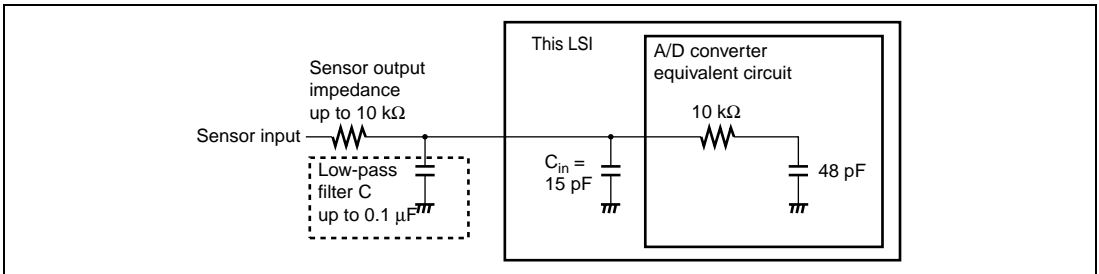 This LSI
A/D converter
equivalent circuit
Sensor output
impedance
up to 10 kΩ
10 kΩ
Sensor input
Low-pass
filter C
up to 0.1 μF
Cin =
15 pF
48 pF